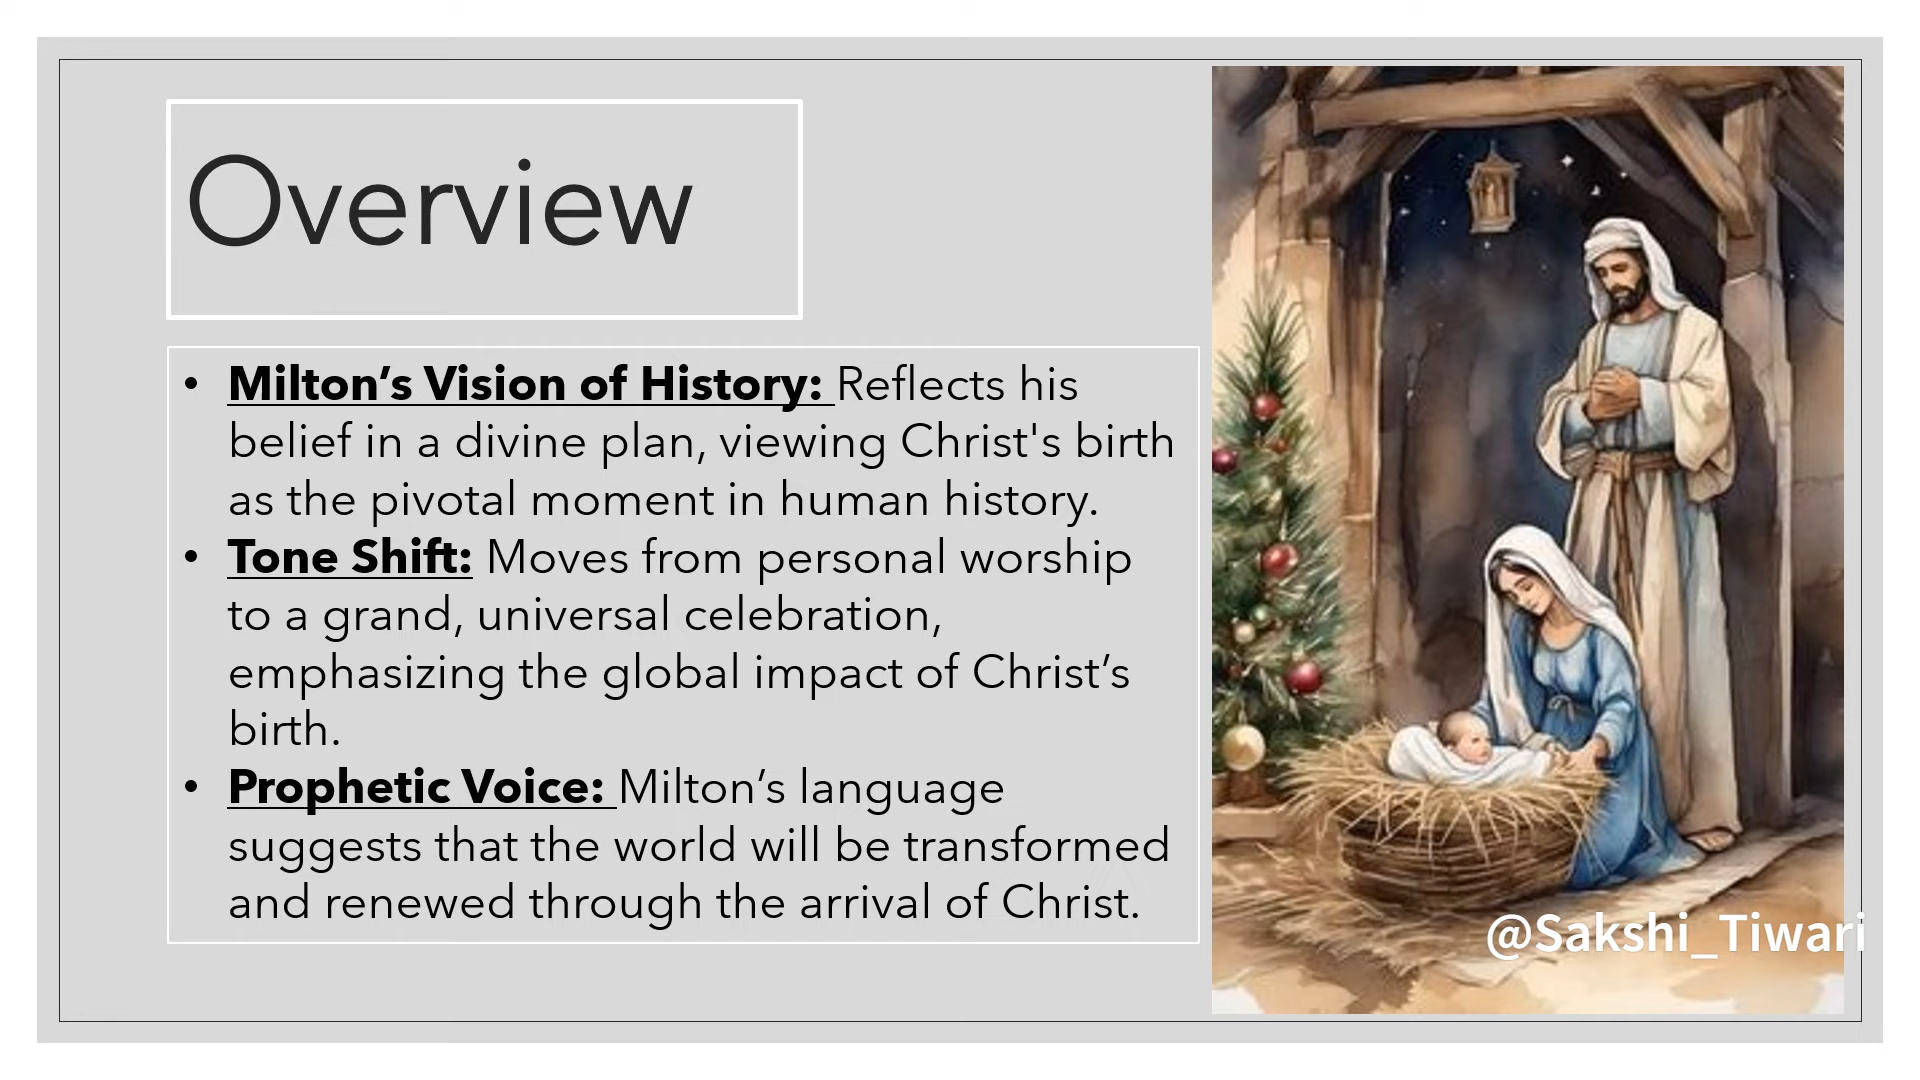 Overview
• Milton’s Vision of History: Reflects his
belief in a divine plan, viewing Christ's birth
as the pivotal moment in human history.
• Tone Shift: Moves from personal worship
to a grand, universal celebration,
emphasizing the global impact of Christ’s
birth.
• Prophetic Voice: Milton’s language
suggests that the world will be transformed
and renewed through the arrival of Christ.
@Sakshi_Tiwari